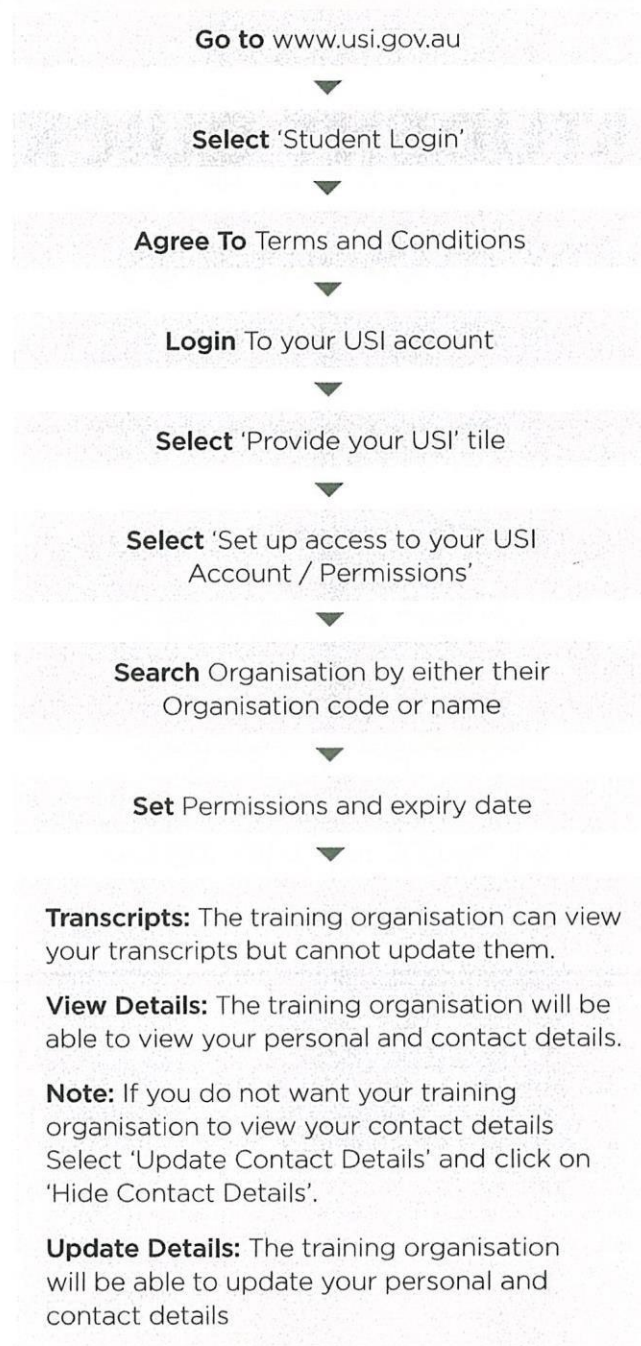 Go to www.usi.gov.au
Select ‘Student Login’
Agree To Terms and Conditions
Login To your USI account
Select ‘Provide your USI’ tile
Select ‘Set up access to your USI
Account / Permissions’
Search Organisation by either their
Organisation code or name
Set Permissions and expiry date
Transcripts: The training organisation can view
your transcripts but cannot update them.
View Details: The training organisation will be
able to view your personal and contact details.
Note: If you do not want your training
organisation to view your contact details
Select ‘Update Contact Details’ and click on
‘Hide Contact Details’.
Update Details: The training organisation
will be able to update your personal and
contact details